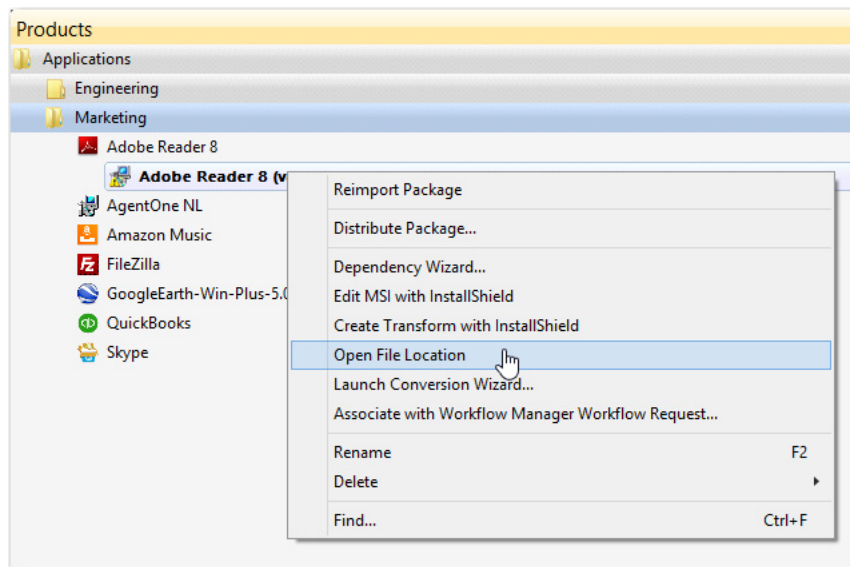 Products
Applications
Engineering
Marketing
Adobe Reader 8
Adobe Reader 8 (v
AgentOne NL
Amazon Music
FileZilla
GoogleEarth-Win-Plus-5.0
QuickBooks
Skype
Reimport Package
Distribute Package...
Dependency Wizard...
Edit MSI with InstallShield
Create Transform with InstallShield
Open File Location
Launch Conversion Wizard...
Associate with Workflow Manager Workflow Request...
Rename F2
Delete
Find... Ctrl+F